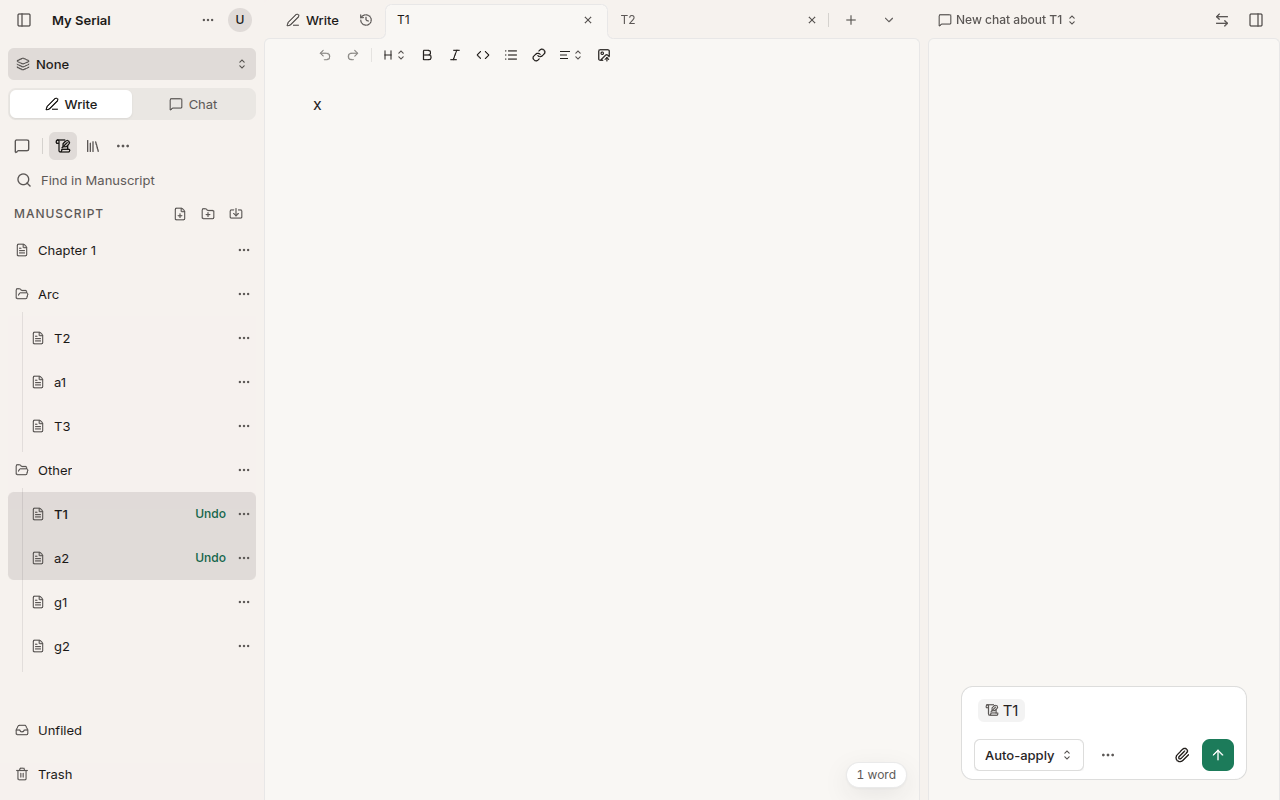 My Serial
U
None
Write
Chat
Find in Manuscript
MANUSCRIPT
Chapter 1
Arc
T2
a1
T3
Other
T1 Undo
a2 Undo
g1
g2
Unfiled
Trash
Write
T1
T2
H
B
I
x
1 word
New chat about T1
T1
Auto-apply